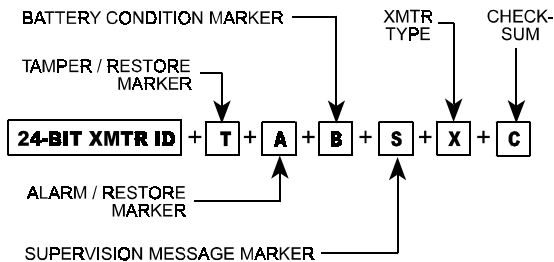 BATTERY CONDITION MARKER
XMTR
TYPE
CHECK-
SUM
TAMPER / RESTORE
MARKER
24-BIT XMTR ID + T + A + B + S + X + C
ALARM / RESTORE
MARKER
SUPERVISION MESSAGE MARKER